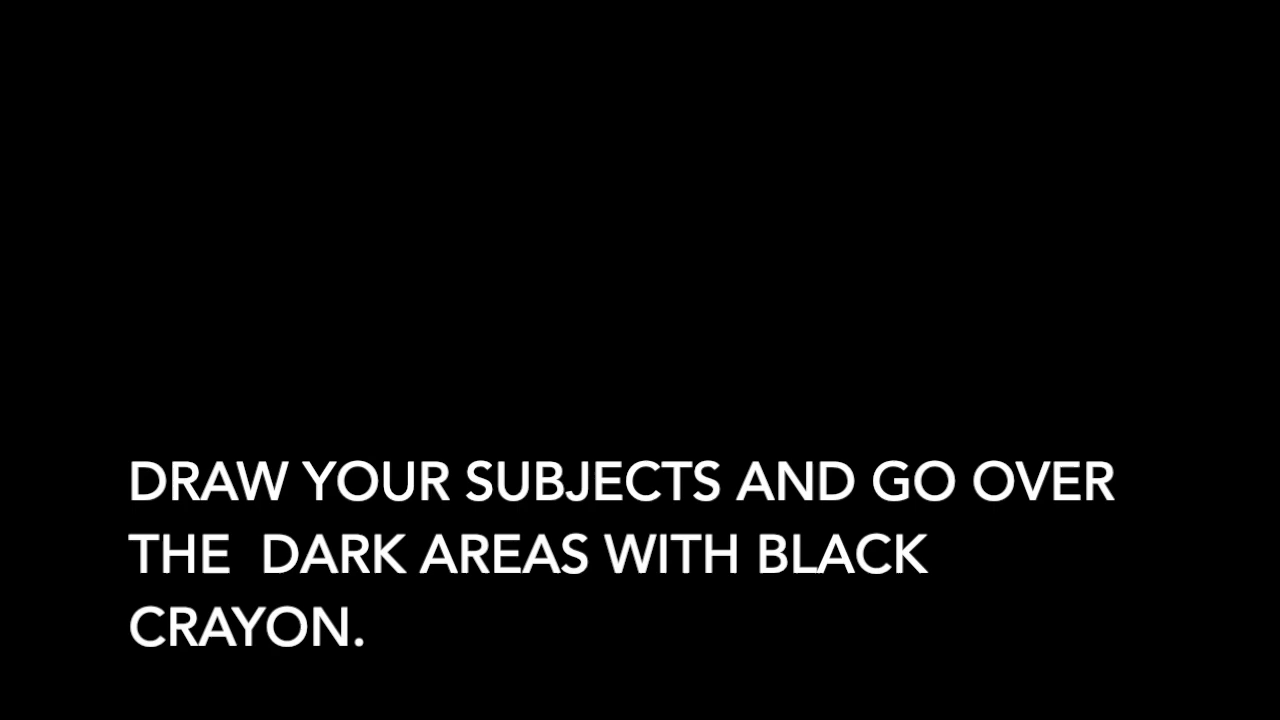 DRAW YOUR SUBJECTS AND GO OVER
THE  DARK AREAS WITH BLACK
CRAYON.